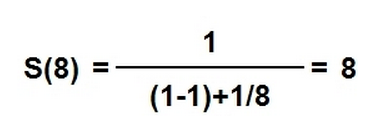 1
S(8) = ――― = 8
(1-1)+1/8